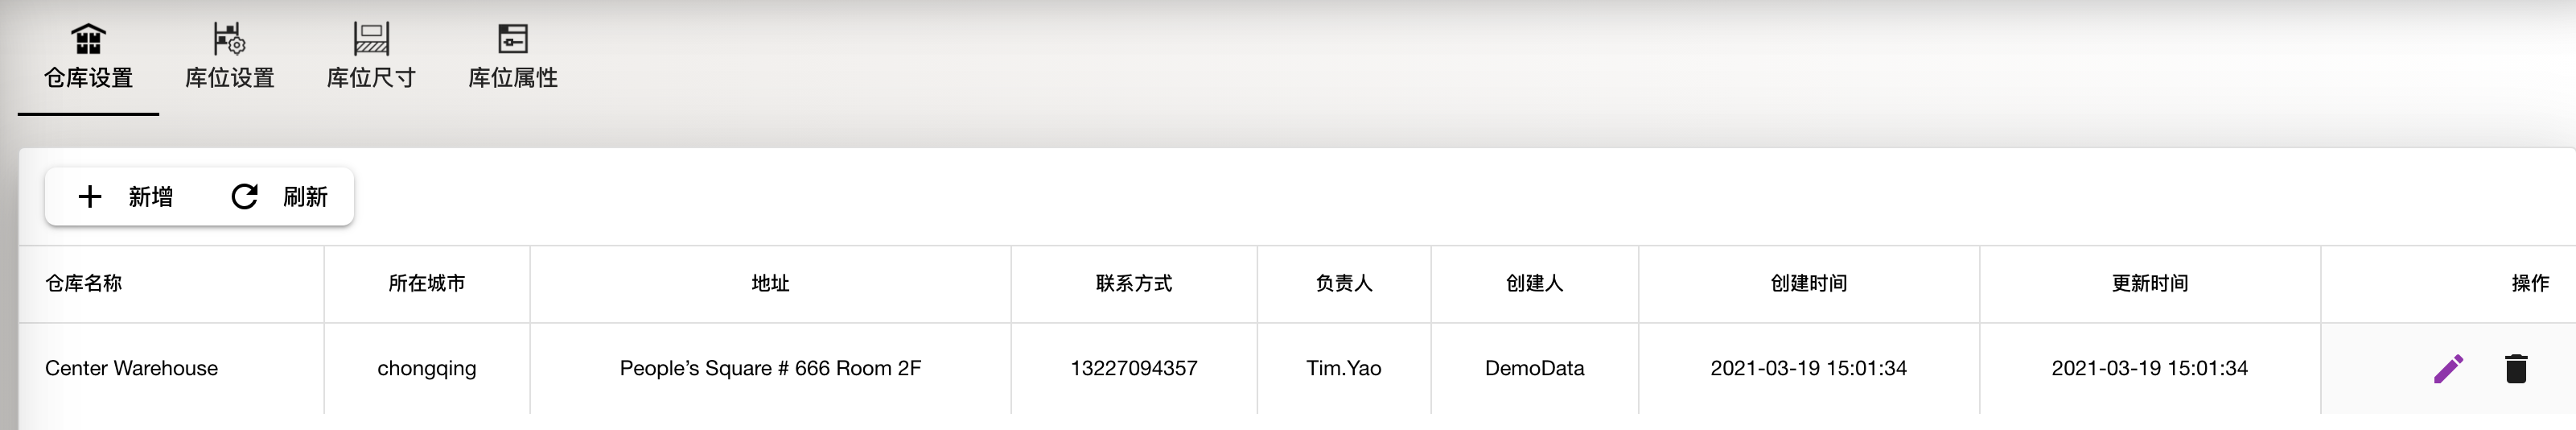 仓库设置 库位设置 库位尺寸 库位属性
新增 刷新
仓库名称 所在城市 地址 联系方式 负责人 创建人 创建时间 更新时间 操作
Center Warehouse chongqing People’s Square # 666 Room 2F 13227094357 Tim.Yao DemoData 2021-03-19 15:01:34 2021-03-19 15:01:34